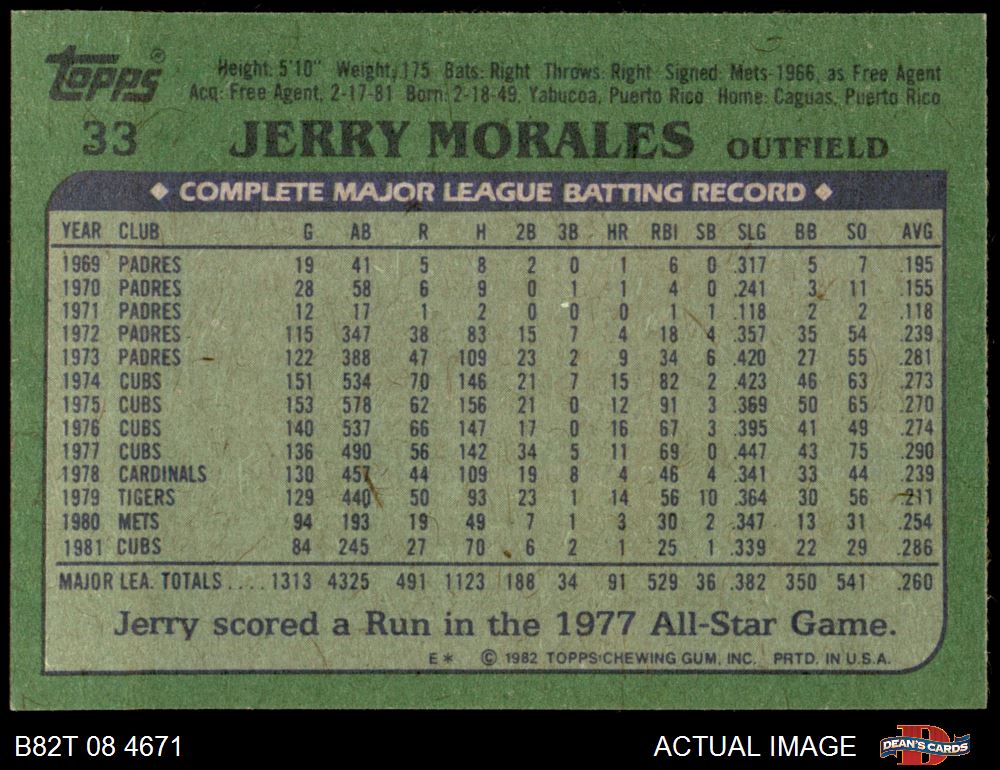 Topps®
Height: 5'10" Weight: 175 Bats: Right Throws: Right Signed Mets-1966, as Free Agent
Acq: Free Agent, 2-17-81 Born: 2-18-49, Yabucoa, Puerto Rico Home: Caguas, Puerto Rico
33 JERRY MORALES OUTFIELD
◆ COMPLETE MAJOR LEAGUE BATTING RECORD ◆
YEAR CLUB G AB R H 2B 3B HR RBI SB SLG BB SO AVG
1969 PADRES 19 41 5 8 2 0 1 6 0 .317 5 7 .195
1970 PADRES 28 58 6 9 0 1 1 4 0 .241 3 11 .155
1971 PADRES 12 17 1 2 0 0 0 1 1 .118 2 2 .118
1972 PADRES 115 347 38 83 15 7 4 18 4 .357 35 54 .239
1973 PADRES 122 388 47 109 23 2 9 34 6 .420 27 55 .281
1974 CUBS 151 534 70 146 21 7 15 82 2 .423 46 63 .273
1975 CUBS 153 578 62 156 21 0 12 91 3 .369 50 65 .270
1976 CUBS 140 537 66 147 17 0 16 67 3 .395 41 49 .274
1977 CUBS 136 490 56 142 34 5 11 69 0 .447 43 75 .290
1978 CARDINALS 130 457 44 109 19 8 4 46 4 .341 33 44 .239
1979 TIGERS 129 440 50 93 23 1 14 56 10 .364 30 56 .211
1980 METS 94 193 19 49 7 1 3 30 2 .347 13 31 .254
1981 CUBS 84 245 27 70 6 2 1 25 1 .339 22 29 .286
MAJOR LEA. TOTALS .... 1313 4325 491 1123 188 34 91 529 36 .382 350 541 .260
Jerry scored a Run in the 1977 All-Star Game.
E* © 1982 TOPPS CHEWING GUM, INC. PRTD. IN U.S.A.
B82T 08 4671 ACTUAL IMAGE D DEAN'S CARDS